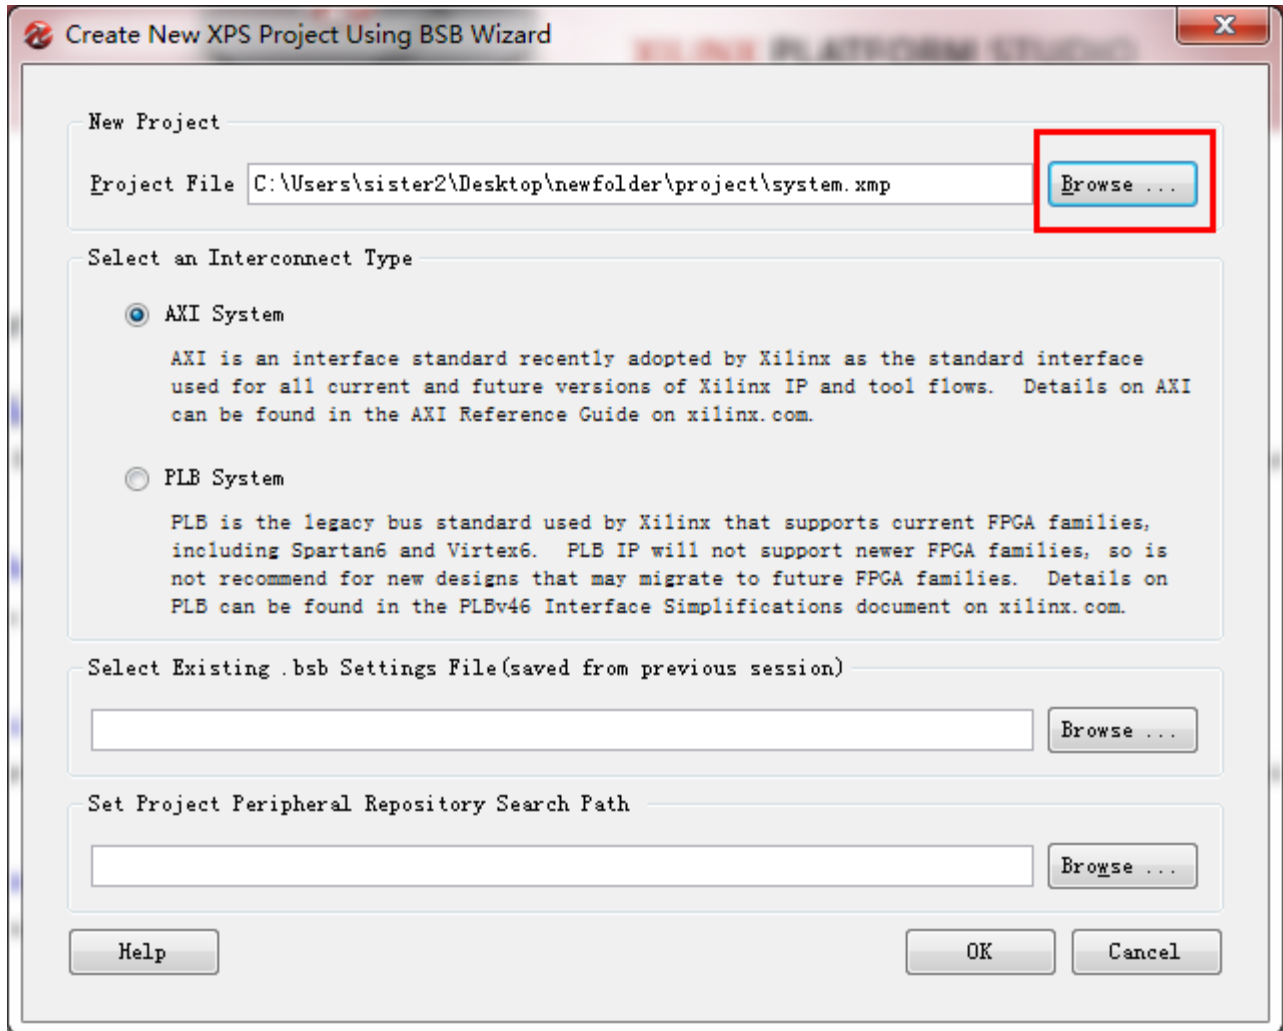 Create New XPS Project Using BSB Wizard
XILINX PLATFORM STUDIO
New Project
Project File C:\Users\sister2\Desktop\newfolder\project\system.xmp Browse ...
Select an Interconnect Type
AXI System
AXI is an interface standard recently adopted by Xilinx as the standard interface
used for all current and future versions of Xilinx IP and tool flows. Details on AXI
can be found in the AXI Reference Guide on xilinx.com.
PLB System
PLB is the legacy bus standard used by Xilinx that supports current FPGA families,
including Spartan6 and Virtex6. PLB IP will not support newer FPGA families, so is
not recommend for new designs that may migrate to future FPGA families. Details on
PLB can be found in the PLBv46 Interface Simplifications document on xilinx.com.
Select Existing .bsb Settings File(saved from previous session)
Browse ...
Set Project Peripheral Repository Search Path
Browse ...
Help OK Cancel